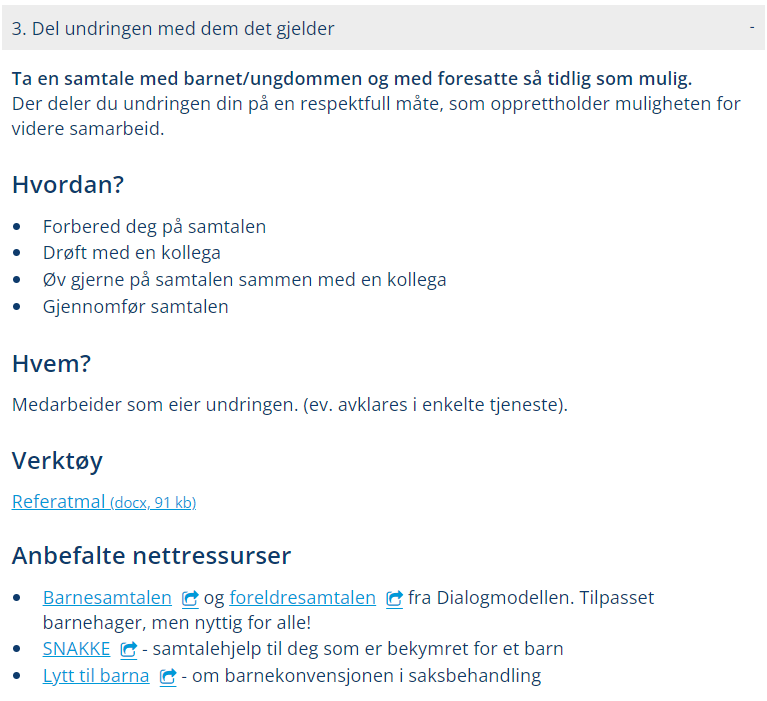 3. Del undringen med dem det gjelder -
Ta en samtale med barnet/ungdommen og med foresatte så tidlig som mulig.
Der deler du undringen din på en respektfull måte, som opprettholder muligheten for
videre samarbeid.
Hvordan?
• Forbered deg på samtalen
• Drøft med en kollega
• Øv gjerne på samtalen sammen med en kollega
• Gjennomfør samtalen
Hvem?
Medarbeider som eier undringen. (ev. avklares i enkelte tjeneste).
Verktøy
Referatmal (docx, 91 kb)
Anbefalte nettressurser
• Barnesamtalen og foreldresamtalen fra Dialogmodellen. Tilpasset
barnehager, men nyttig for alle!
• SNAKKE - samtalehjelp til deg som er bekymret for et barn
• Lytt til barna - om barnekonvensjonen i saksbehandling